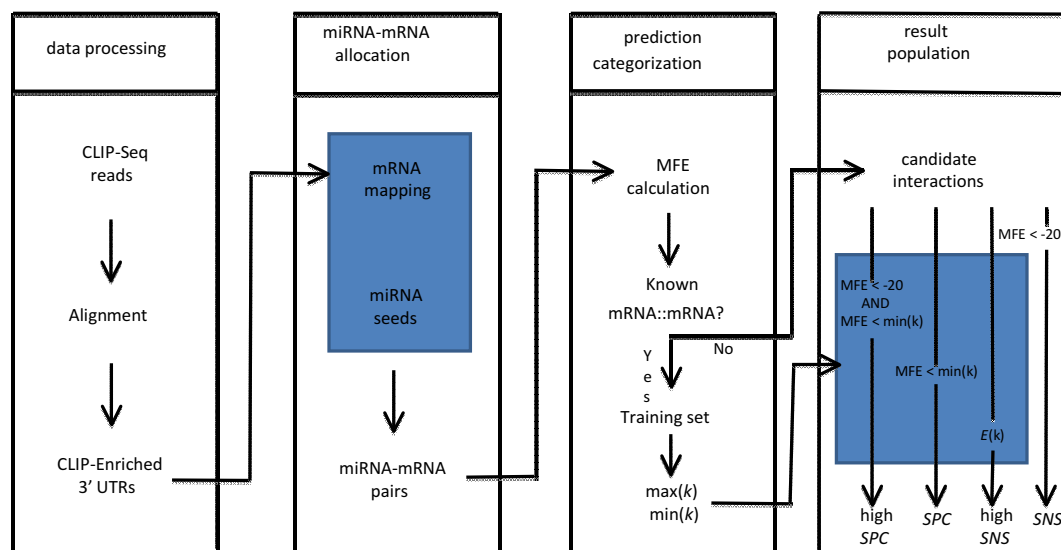 data processing
CLIP-Seq
reads
Alignment
CLIP-Enriched
3’ UTRs
miRNA-mRNA
allocation
mRNA
mapping
miRNA
seeds
miRNA-mRNA
pairs
prediction
categorization
MFE
calculation
Known
mRNA::mRNA?
No
Yes
Training set
max(k)
min(k)
result
population
candidate
interactions
MFE < -20
MFE < -20
AND
MFE < min(k)
MFE < min(k)
E(k)
high
SPC
SPC
high
SNS
SNS